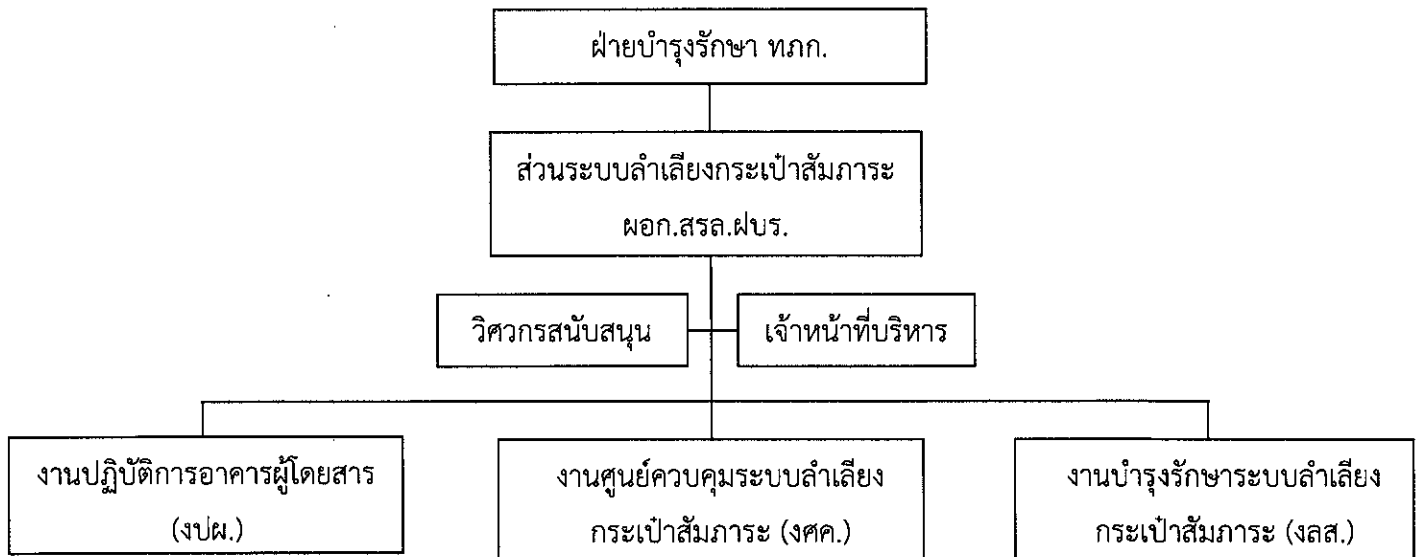 ฝ่ายบำรุงรักษา ทภก.
ส่วนระบบลำเลียงกระเป๋าสัมภาระ
ผอก.สรล.ฝบร.
วิศวกรสนับสนุน
เจ้าหน้าที่บริหาร
งานปฏิบัติการอาคารผู้โดยสาร
(งปผ.)
งานศูนย์ควบคุมระบบลำเลียง
กระเป๋าสัมภาระ (งศค.)
งานบำรุงรักษาระบบลำเลียง
กระเป๋าสัมภาระ (งลส.)